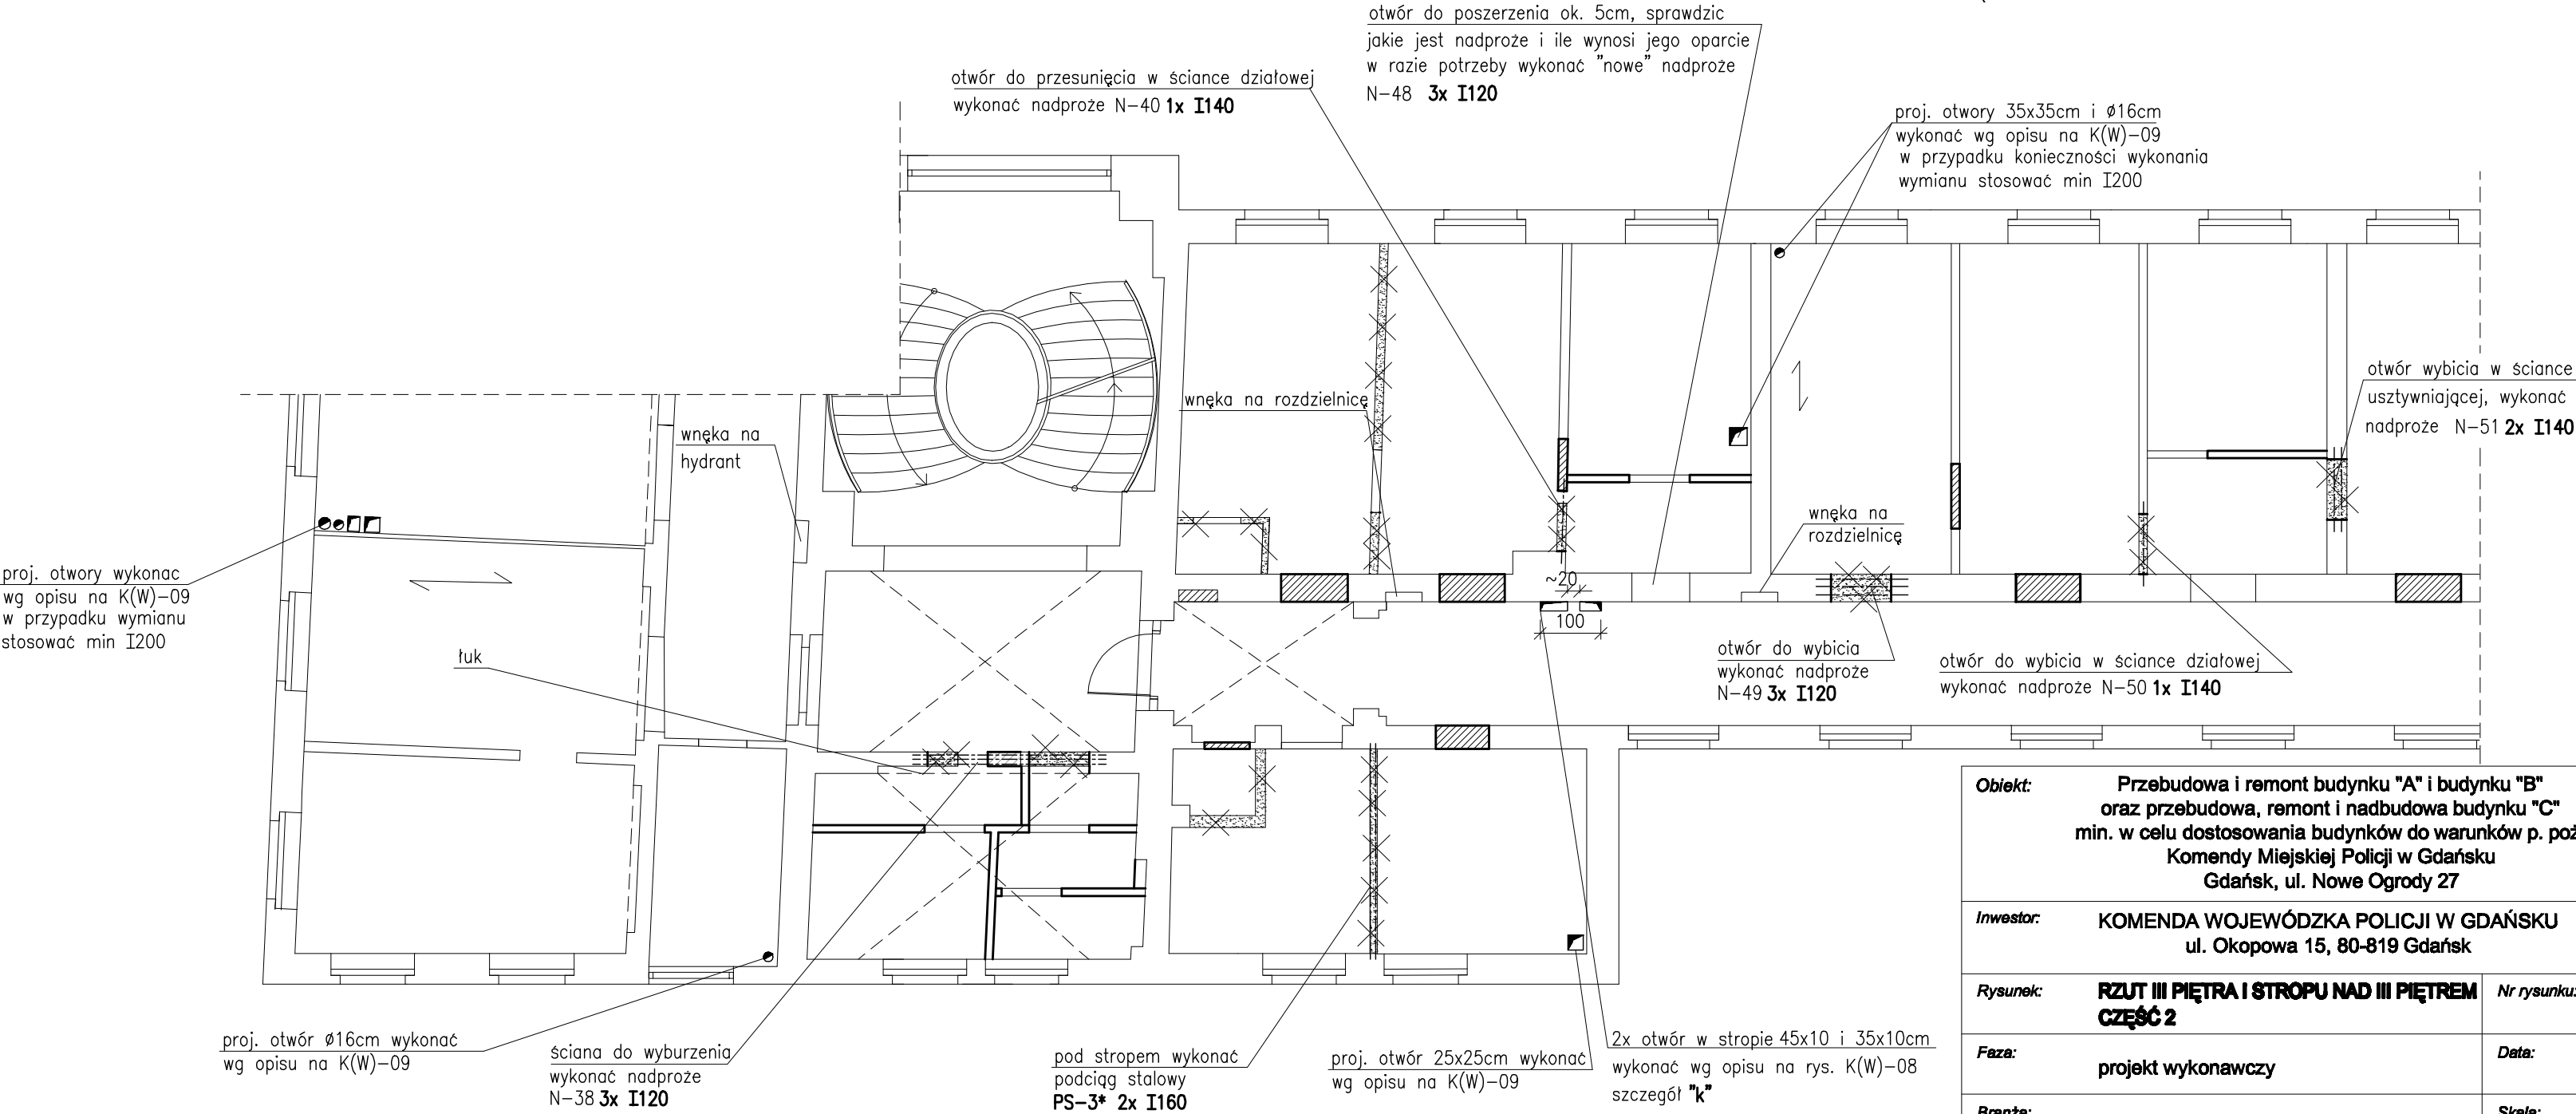 otwór do poszerzenia ok. 5cm, sprawdzic
jakie jest nadproże i ile wynosi jego oparcie
w razie potrzeby wykonać "nowe" nadproże
N-48 3x I120
otwór do przesunięcia w ściance działowej
wykonać nadproże N-40 1x I140
proj. otwory 35x35cm i ø16cm
wykonać wg opisu na K(W)-09
w przypadku konieczności wykonania
wymianu stosować min I200
otwór wybicia w ściance
usztywniającej, wykonać
nadproże N-51 2x I140
wnęka na rozdzielnicę
wnęka na
hydrant
wnęka na
rozdzielnicę
proj. otwory wykonac
wg opisu na K(W)-09
w przypadku wymianu
stosować min I200
~20
100
łuk
otwór do wybicia
wykonać nadproże
N-49 3x I120
otwór do wybicia w ściance działowej
wykonać nadproże N-50 1x I140
proj. otwór ø16cm wykonać
wg opisu na K(W)-09
ściana do wyburzenia
wykonać nadproże
N-38 3x I120
pod stropem wykonać
podciąg stalowy
PS-3* 2x I160
proj. otwór 25x25cm wykonać
wg opisu na K(W)-09
2x otwór w stropie 45x10 i 35x10cm
wykonać wg opisu na rys. K(W)-08
szczegół "k"
Obiekt:
Przebudowa i remont budynku "A" i budynku "B"
oraz przebudowa, remont i nadbudowa budynku "C"
min. w celu dostosowania budynków do warunków p. poż
Komendy Miejskiej Policji w Gdańsku
Gdańsk, ul. Nowe Ogrody 27
Inwestor:
KOMENDA WOJEWÓDZKA POLICJI W GDAŃSKU
ul. Okopowa 15, 80-819 Gdańsk
Rysunek:
RZUT III PIĘTRA I STROPU NAD III PIĘTREM
CZĘŚĆ 2
Nr rysunku:
Faza:
projekt wykonawczy
Data:
Branża:
Skala: